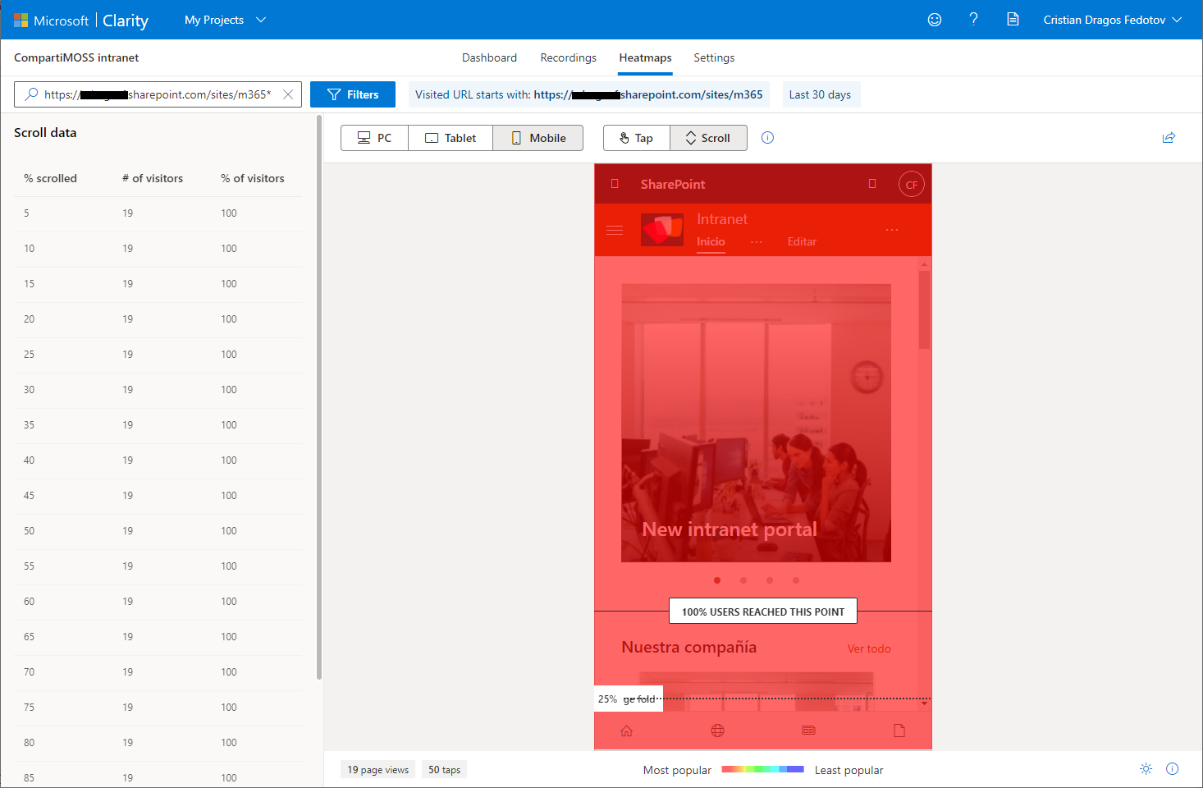 Microsoft | Clarity My Projects ? Cristian Dragos Fedotov
CompartiMOSS intranet Dashboard Recordings Heatmaps Settings
https:// sharepoint.com/sites/m365* Filters Visited URL starts with: https:// sharepoint.com/sites/m365 Last 30 days
Scroll data PC Tablet Mobile Tap Scroll
% scrolled # of visitors % of visitors
5 19 100
10 19 100
15 19 100
20 19 100
25 19 100
30 19 100
35 19 100
40 19 100
45 19 100
50 19 100
55 19 100
60 19 100
65 19 100
70 19 100
75 19 100
80 19 100
85 19 100
SharePoint CF
Intranet
Inicio ... Editar ...
New intranet portal
100% USERS REACHED THIS POINT
Nuestra compañía Ver todo
25% ge fold
19 page views 50 taps Most popular Least popular